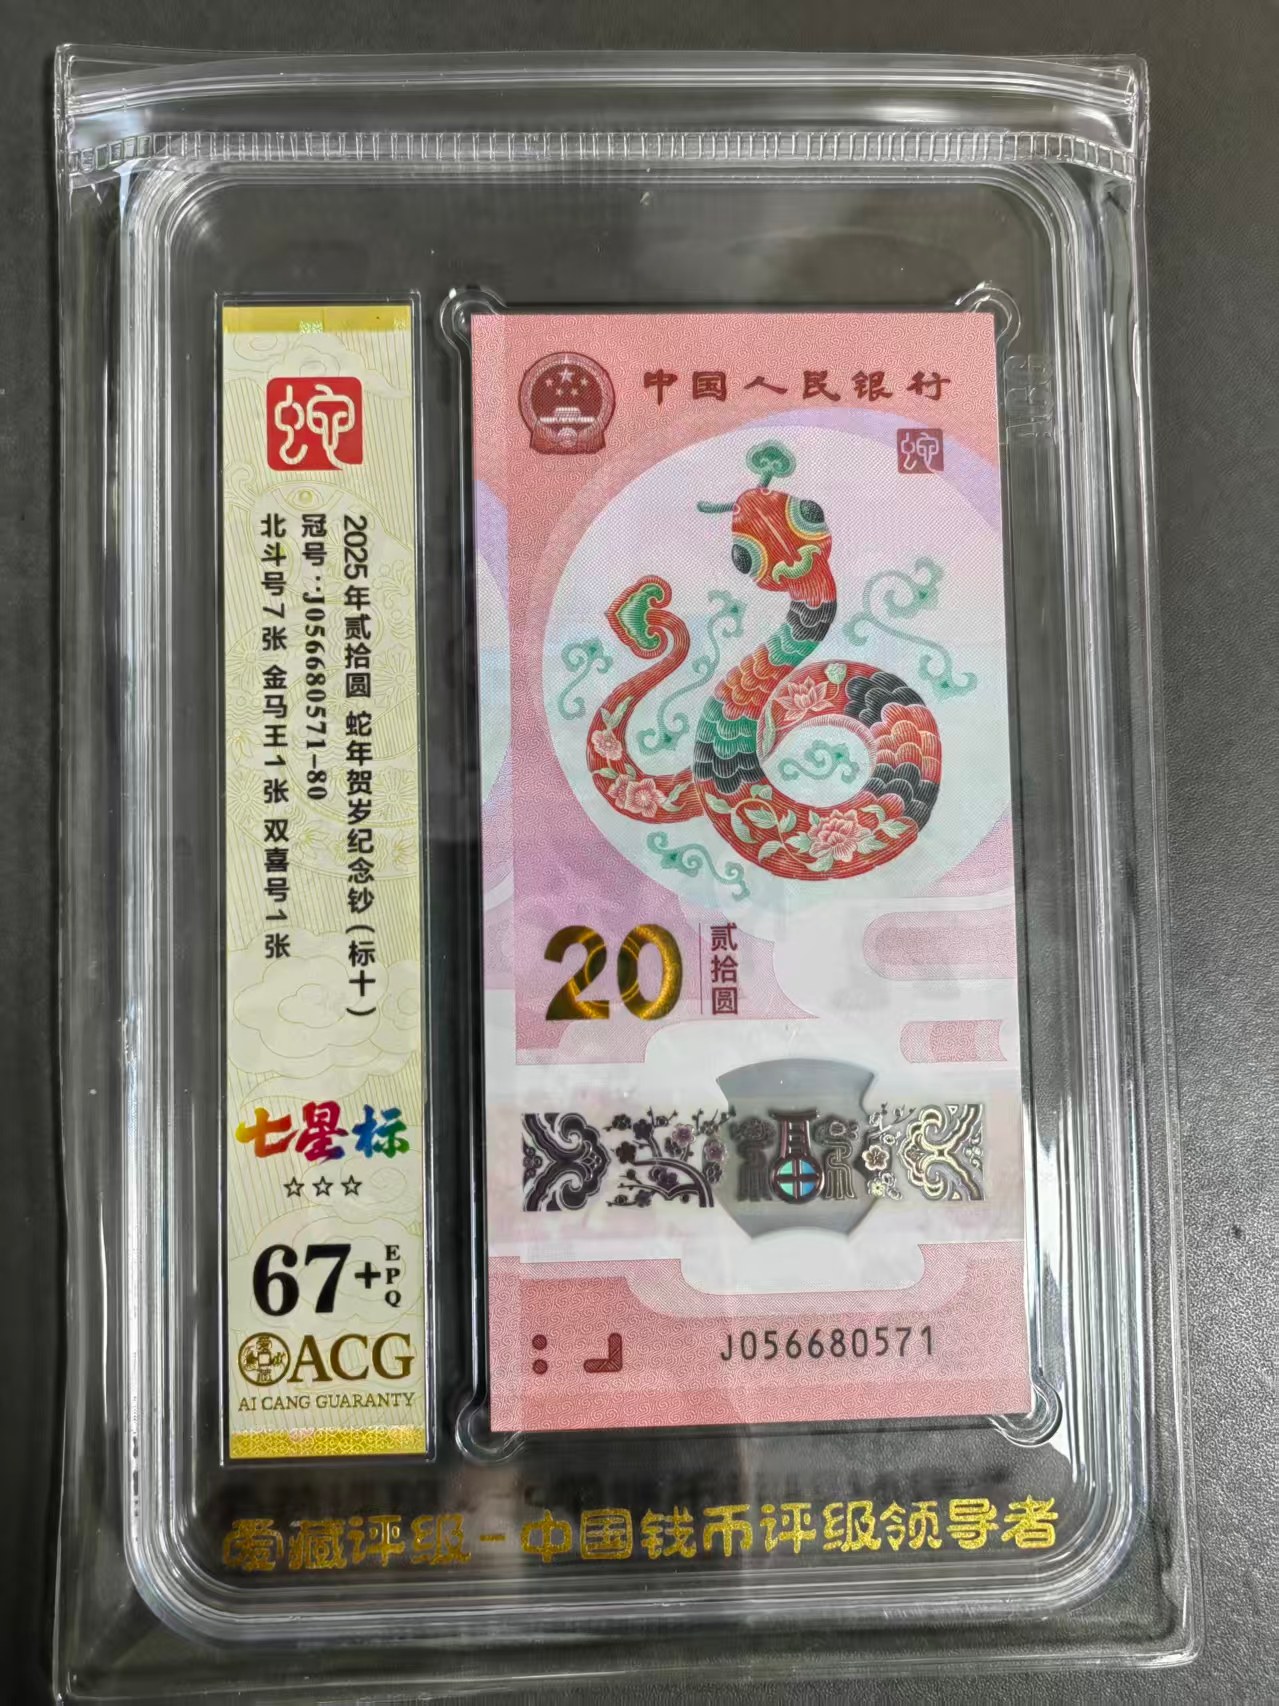 蛇
2025年贰拾圆 蛇年贺岁纪念钞(标十)
冠号:J056680571-80
北斗号7张 金马王1张 双喜号1张
七星标
☆☆☆
67+EPQ
ACG
AI CANG GUARANTY
中国人民银行
蛇
20
贰拾圆
J056680571
爱藏评级-中国钱币评级领导者